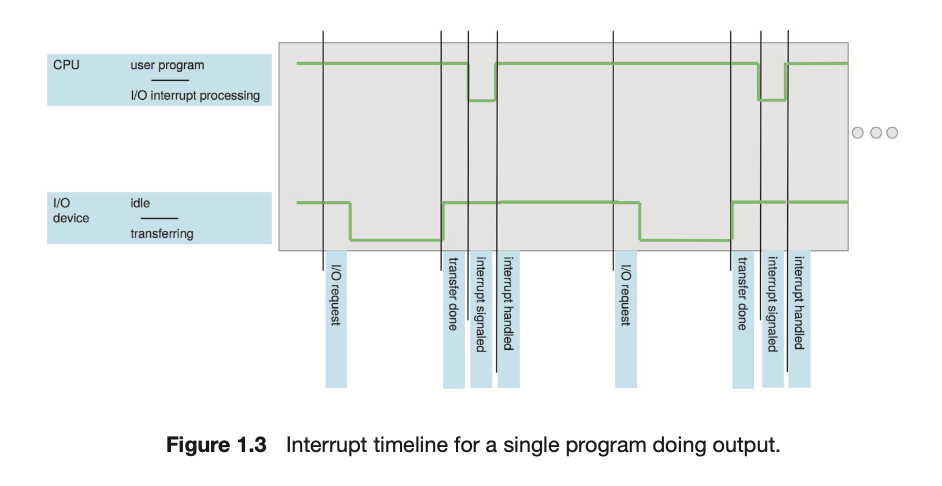 CPU
user program
I/O interrupt processing
I/O
device
idle
transferring
I/O request
transfer done
interrupt signaled
interrupt handled
I/O request
transfer done
interrupt signaled
interrupt handled
Figure 1.3 Interrupt timeline for a single program doing output.